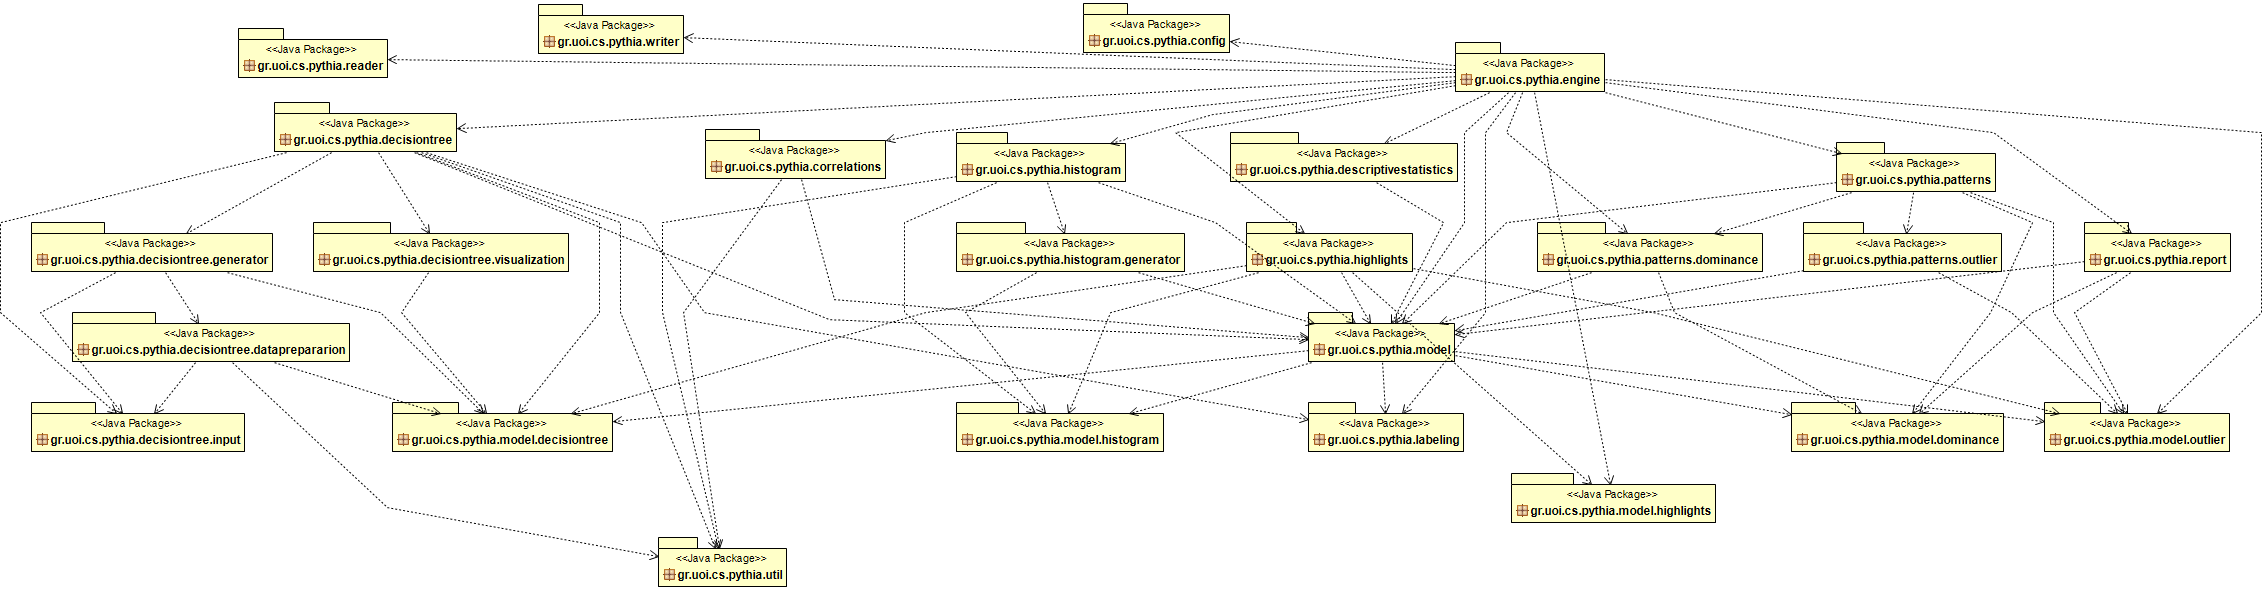 <<Java Package>>
gr.uoi.cs.pythia.writer
<<Java Package>>
gr.uoi.cs.pythia.config
<<Java Package>>
gr.uoi.cs.pythia.reader
<<Java Package>>
gr.uoi.cs.pythia.engine
<<Java Package>>
gr.uoi.cs.pythia.decisiontree
<<Java Package>>
gr.uoi.cs.pythia.correlations
<<Java Package>>
gr.uoi.cs.pythia.histogram
<<Java Package>>
gr.uoi.cs.pythia.descriptivestatistics
<<Java Package>>
gr.uoi.cs.pythia.patterns
<<Java Package>>
gr.uoi.cs.pythia.decisiontree.generator
<<Java Package>>
gr.uoi.cs.pythia.decisiontree.visualization
<<Java Package>>
gr.uoi.cs.pythia.histogram.generator
<<Java Package>>
gr.uoi.cs.pythia.highlights
<<Java Package>>
gr.uoi.cs.pythia.patterns.dominance
<<Java Package>>
gr.uoi.cs.pythia.patterns.outlier
<<Java Package>>
gr.uoi.cs.pythia.report
<<Java Package>>
gr.uoi.cs.pythia.decisiontree.dataprepararion
<<Java Package>>
gr.uoi.cs.pythia.model
<<Java Package>>
gr.uoi.cs.pythia.decisiontree.input
<<Java Package>>
gr.uoi.cs.pythia.model.decisiontree
<<Java Package>>
gr.uoi.cs.pythia.model.histogram
<<Java Package>>
gr.uoi.cs.pythia.labeling
<<Java Package>>
gr.uoi.cs.pythia.model.dominance
<<Java Package>>
gr.uoi.cs.pythia.model.outlier
<<Java Package>>
gr.uoi.cs.pythia.model.highlights
<<Java Package>>
gr.uoi.cs.pythia.util